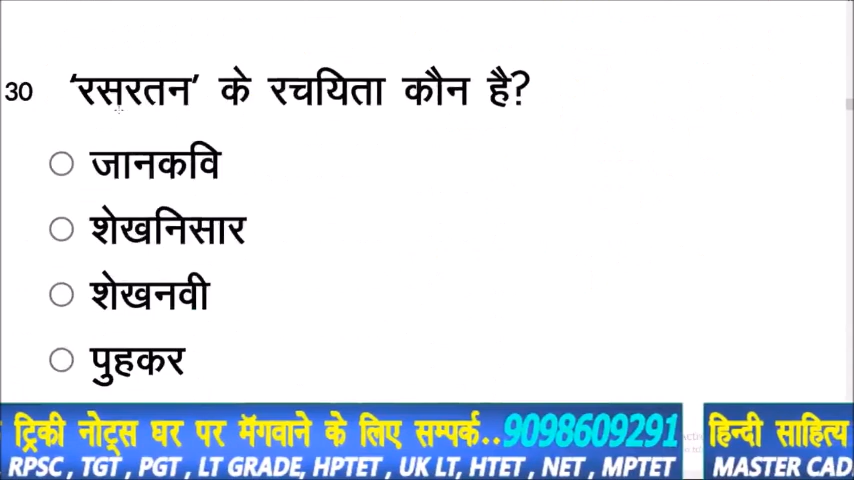 30 ‘रसरतन’ के रचयिता कौन है?
जानकवि
शेखनिसार
शेखनवी
पुहकर
ट्रिकी नोट्स घर पर मॅगवाने के लिए सम्पर्क..9098609291 हिन्दी साहित्य
RPSC, TGT, PGT, LT GRADE, HPTET, UK LT, HTET, NET, MPTET MASTER CAD